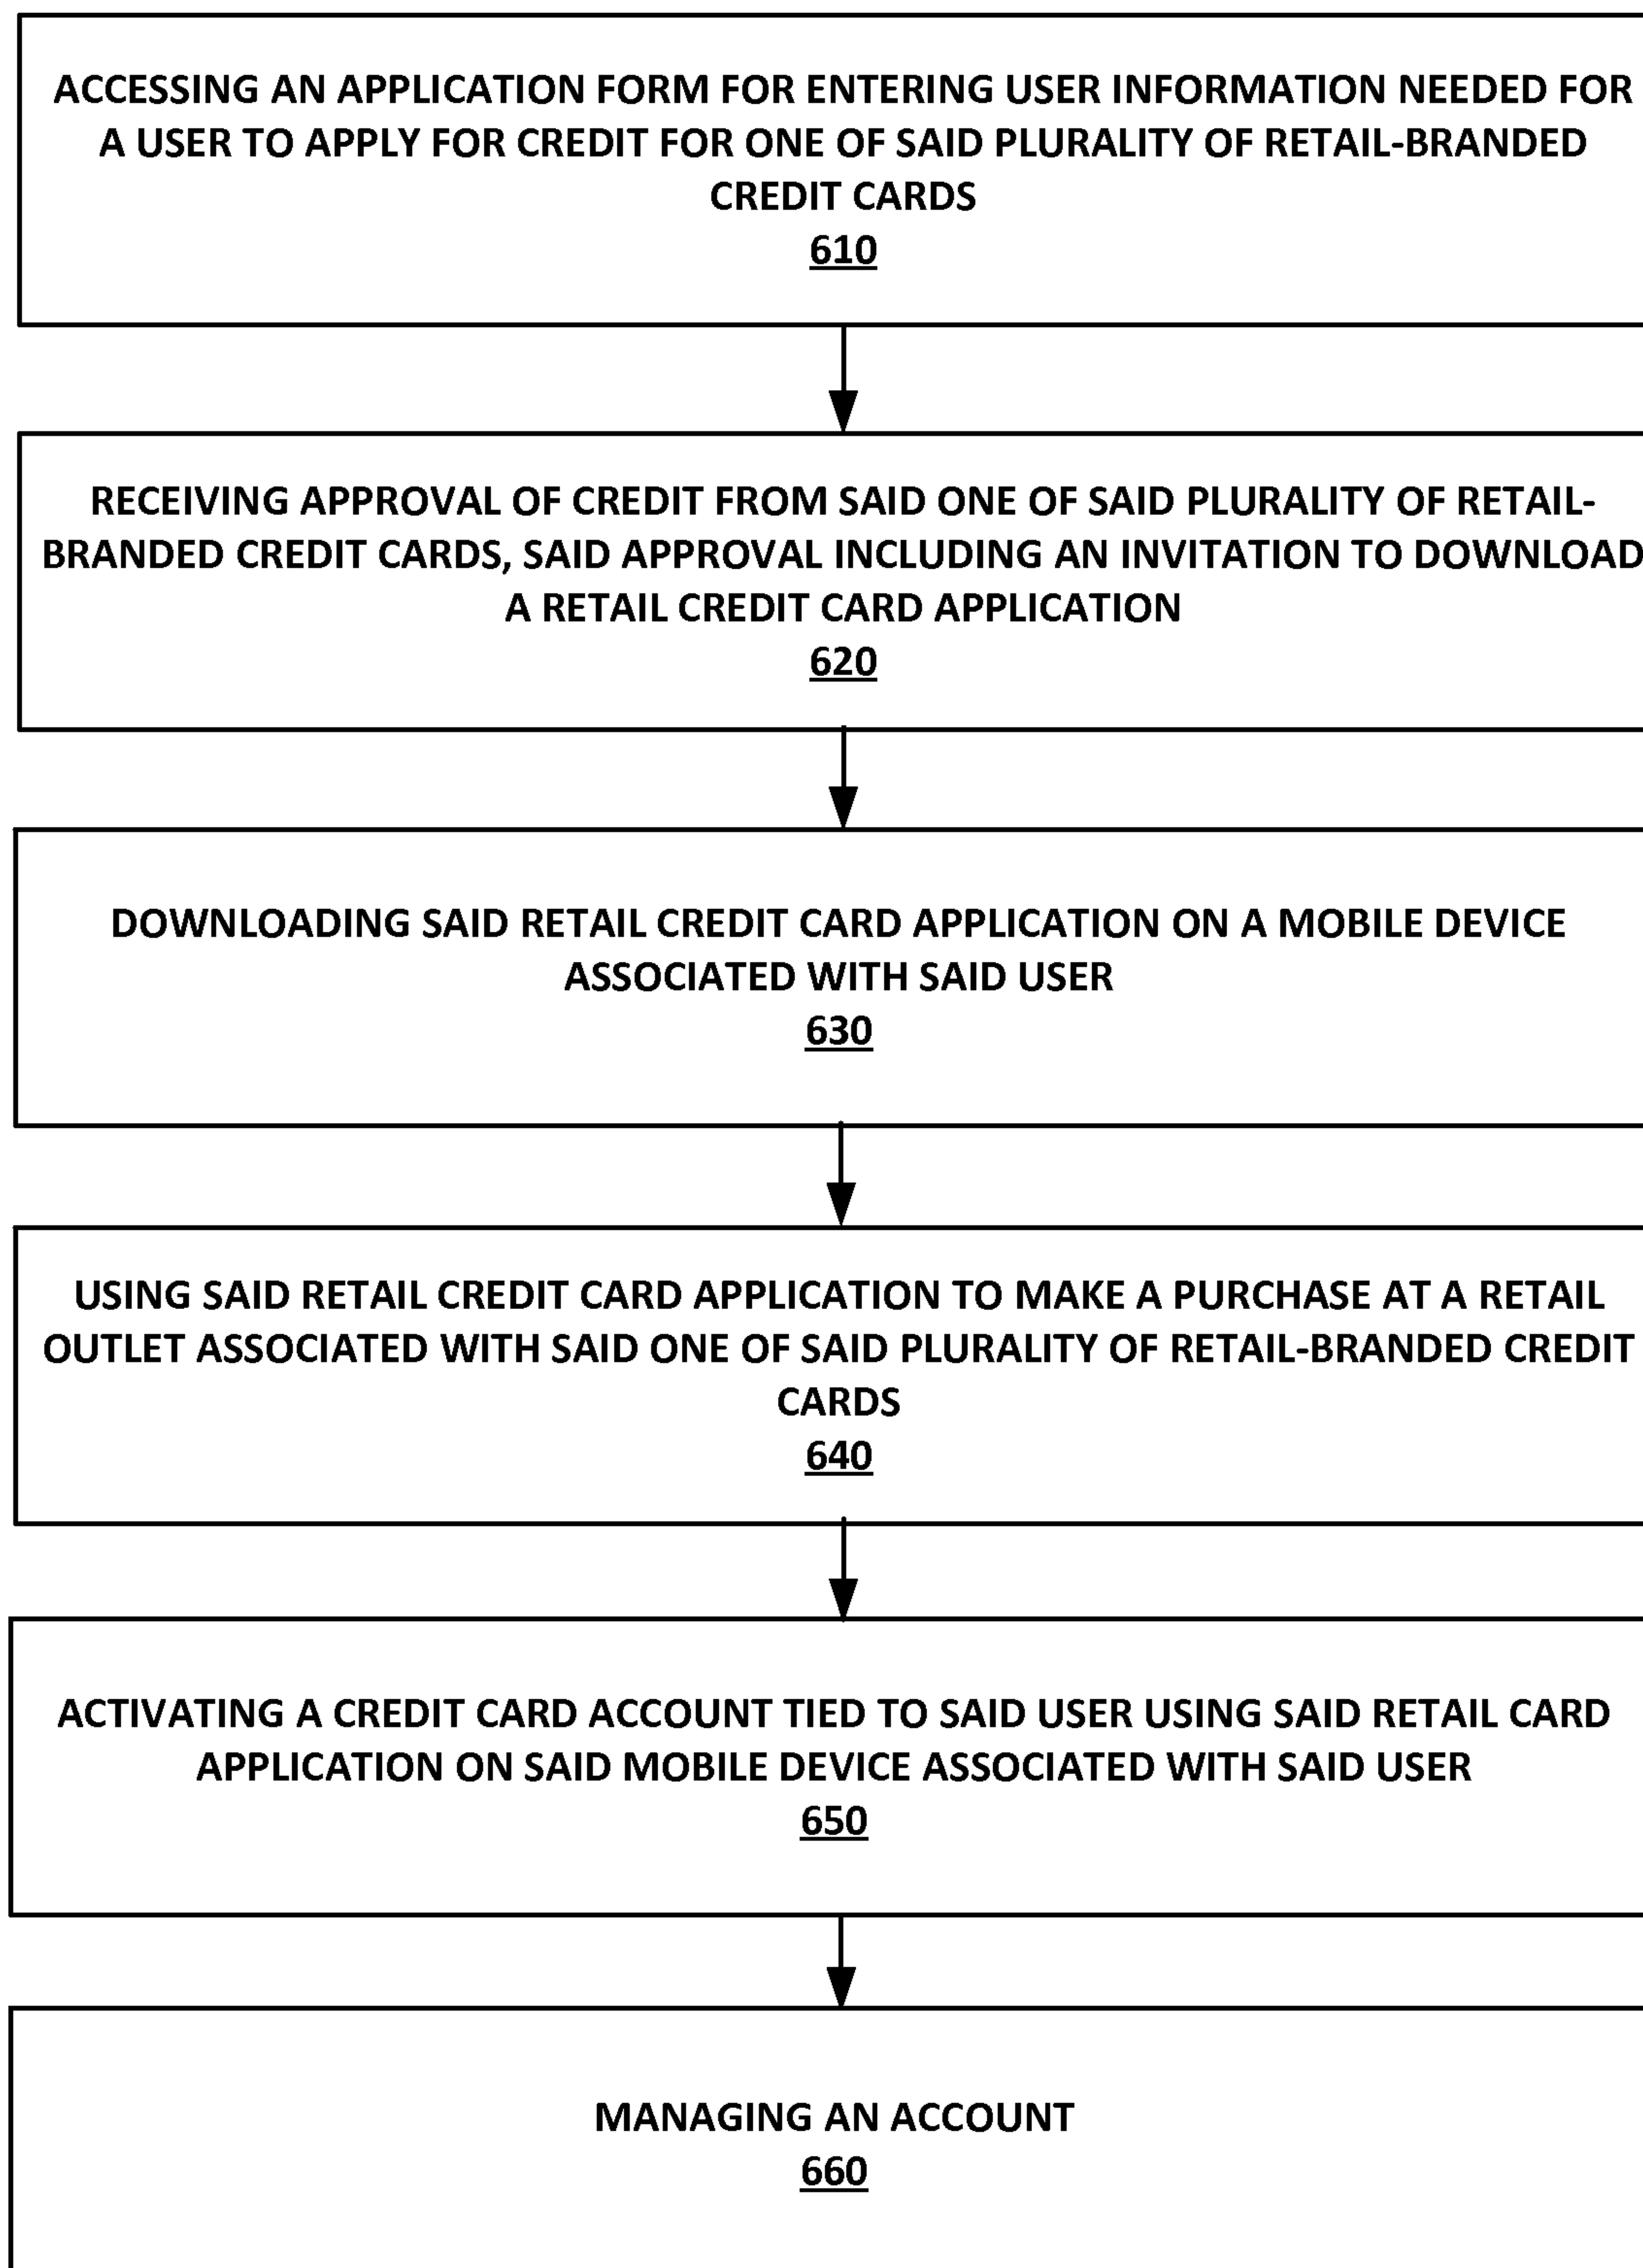 ACCESSING AN APPLICATION FORM FOR ENTERING USER INFORMATION NEEDED FOR
A USER TO APPLY FOR CREDIT FOR ONE OF SAID PLURALITY OF RETAIL-BRANDED
CREDIT CARDS
610
RECEIVING APPROVAL OF CREDIT FROM SAID ONE OF SAID PLURALITY OF RETAIL-
BRANDED CREDIT CARDS, SAID APPROVAL INCLUDING AN INVITATION TO DOWNLOAD
A RETAIL CREDIT CARD APPLICATION
620
DOWNLOADING SAID RETAIL CREDIT CARD APPLICATION ON A MOBILE DEVICE
ASSOCIATED WITH SAID USER
630
USING SAID RETAIL CREDIT CARD APPLICATION TO MAKE A PURCHASE AT A RETAIL
OUTLET ASSOCIATED WITH SAID ONE OF SAID PLURALITY OF RETAIL-BRANDED CREDIT
CARDS
640
ACTIVATING A CREDIT CARD ACCOUNT TIED TO SAID USER USING SAID RETAIL CARD
APPLICATION ON SAID MOBILE DEVICE ASSOCIATED WITH SAID USER
650
MANAGING AN ACCOUNT
660